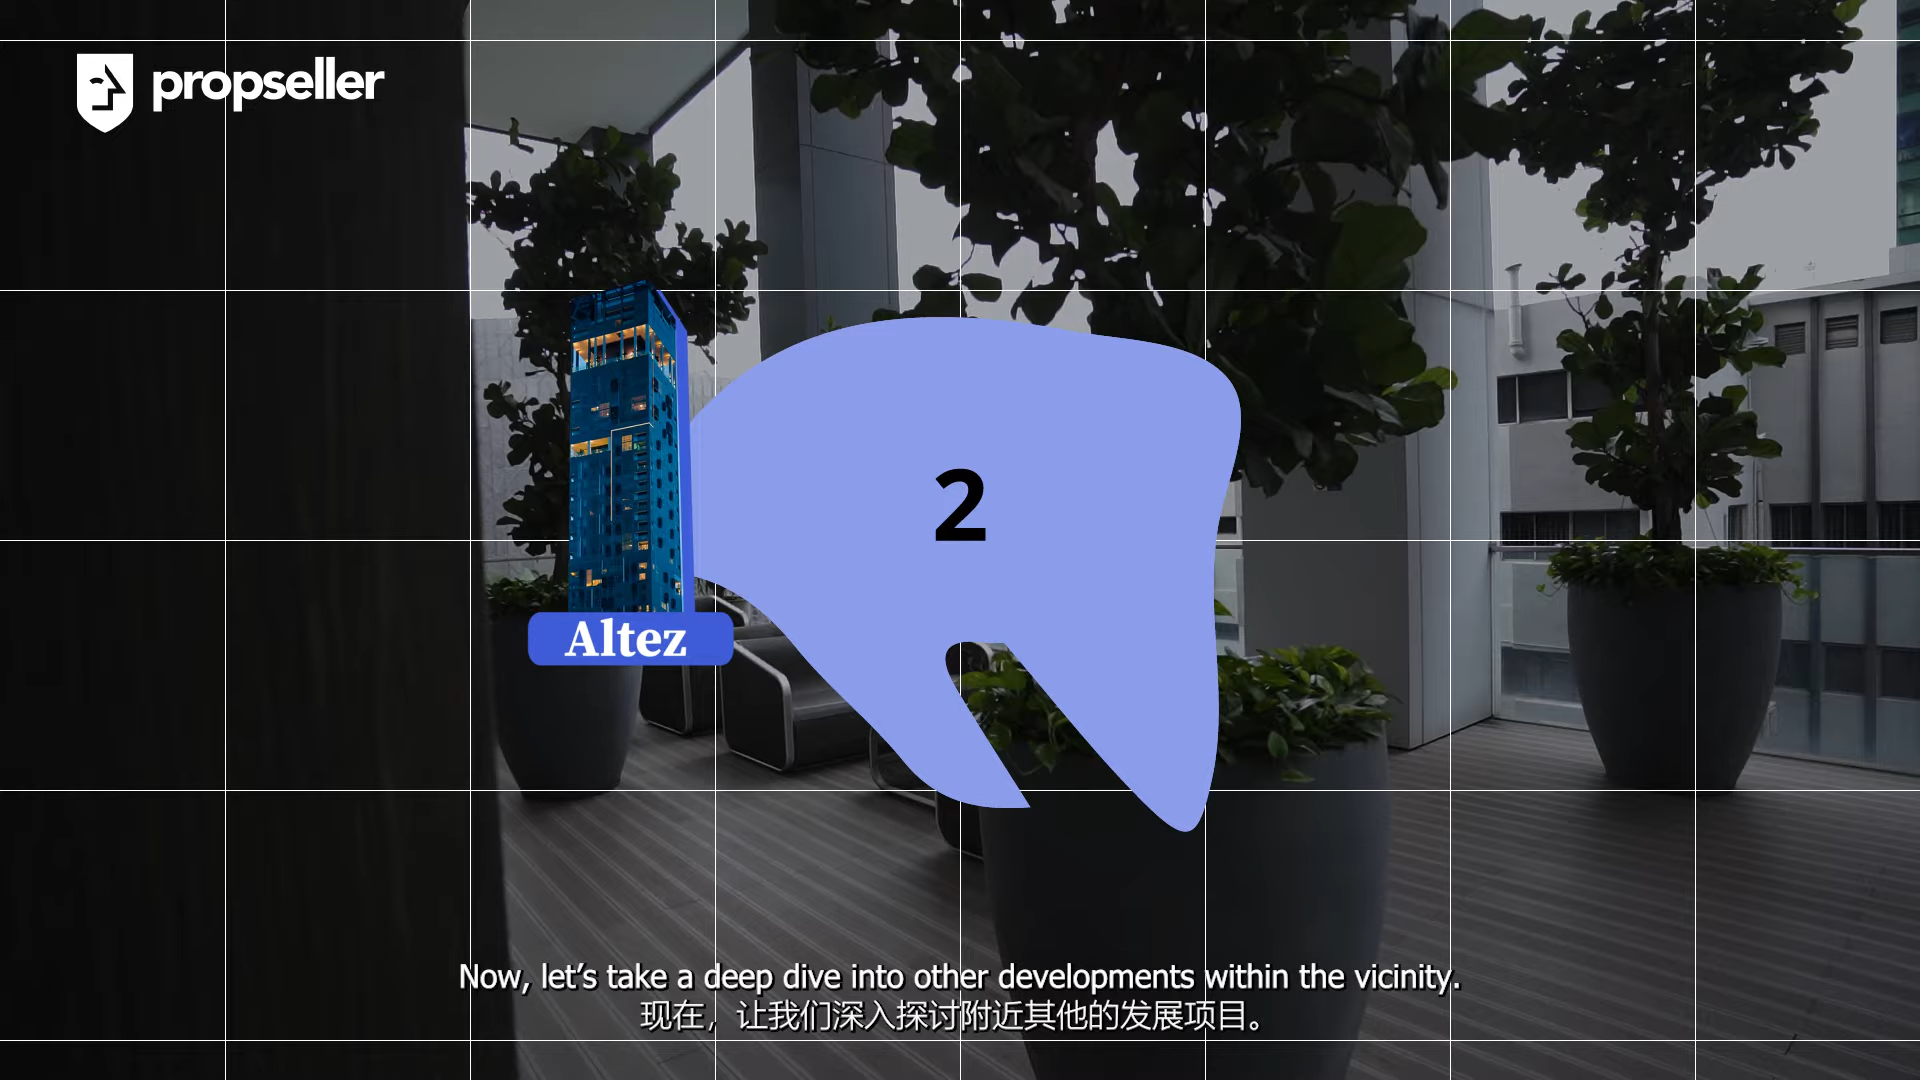 propseller
2
Altez
Now, let's take a deep dive into other developments within the vicinity.
现在，让我们深入探讨附近其他的发展项目。